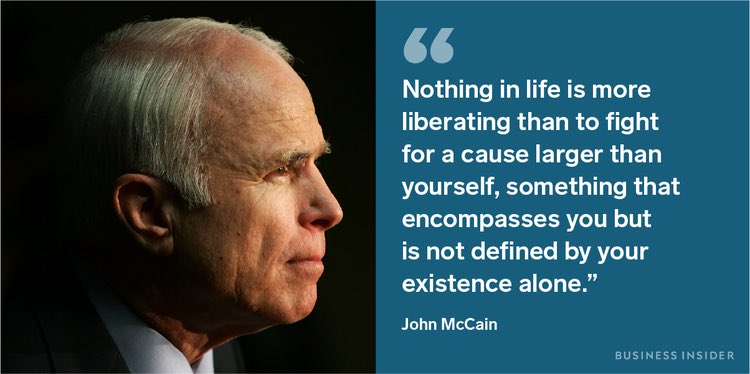 “
Nothing in life is more
liberating than to fight
for a cause larger than
yourself, something that
encompasses you but
is not defined by your
existence alone.”
John McCain
BUSINESS INSIDER